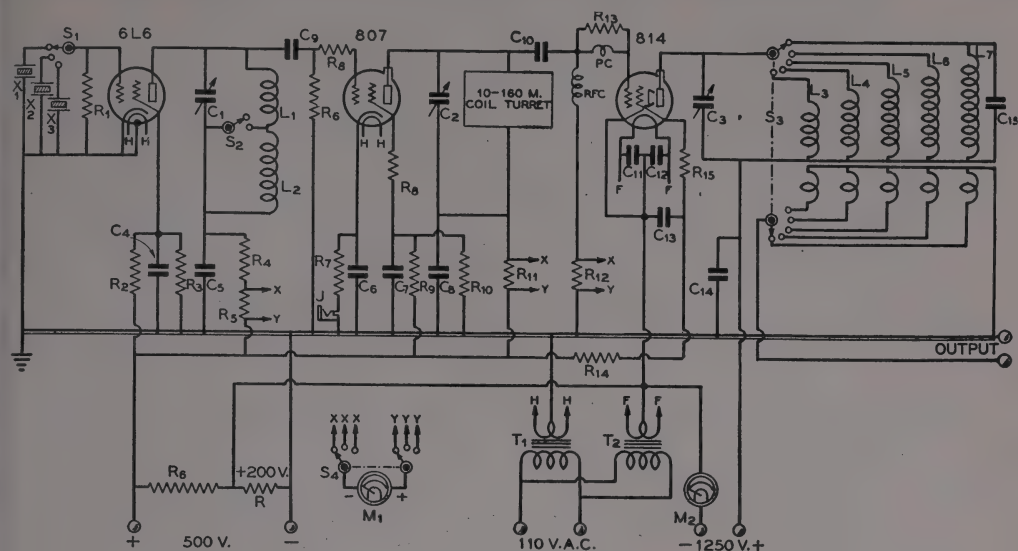 6L6
807
814
S1
X1
X2
X3
R1
H H
C1
S2
L1
L2
C9
R8
R6
H H
R8
C2
C10
10-160 M.
COIL TURRET
R13
PC
RFC
C11
C12
F
F
C13
R15
C3
S3
L3
L4
L5
L6
L7
C15
C4
R2
R3
C5
R4
X
R5
Y
R7
J
C6
C7
R9
C8
R10
X
R11
Y
X
R12
Y
C14
R14
OUTPUT
R6
+200 V.
R
X X X
Y Y Y
S4
-
+
M1
H H
T1
F F
T2
M2
+ 500 V. -
110 V.A.C.
- 1250 V. +